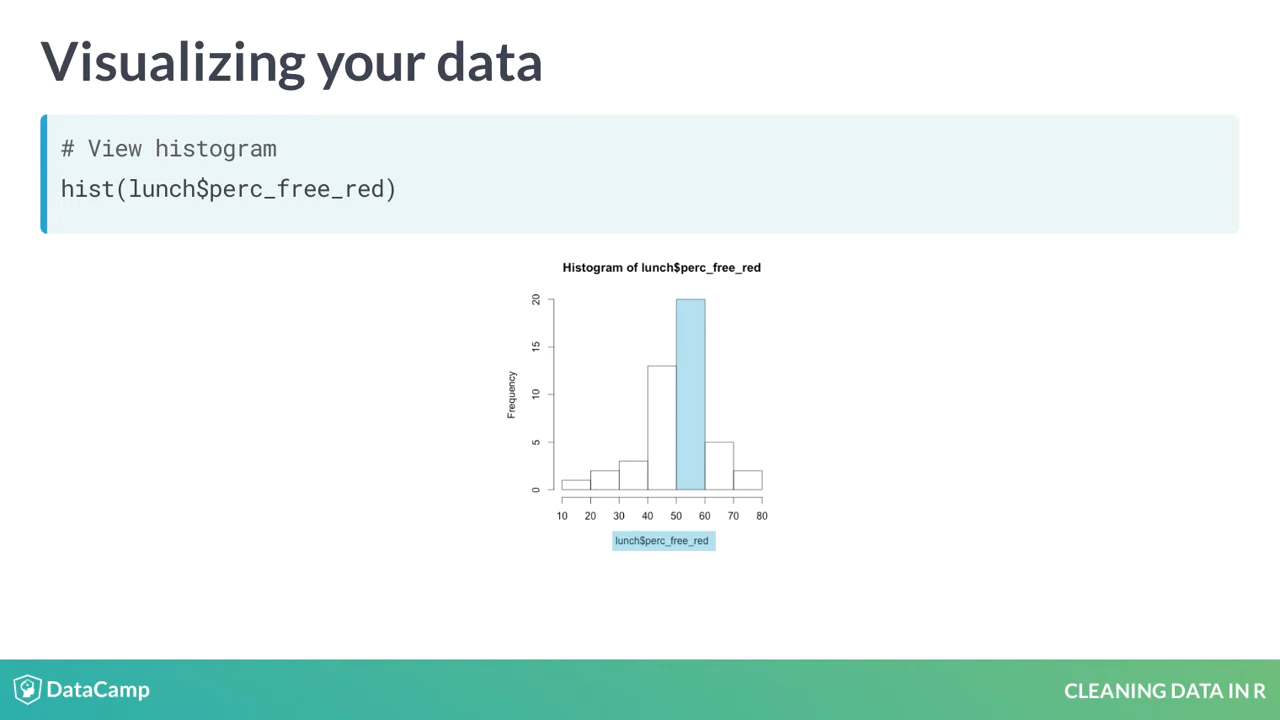 Visualizing your data
# View histogram
hist(lunch$perc_free_red)
Histogram of lunch$perc_free_red
Frequency
20
15
10
5
0
10 20 30 40 50 60 70 80
lunch$perc_free_red
DataCamp
CLEANING DATA IN R